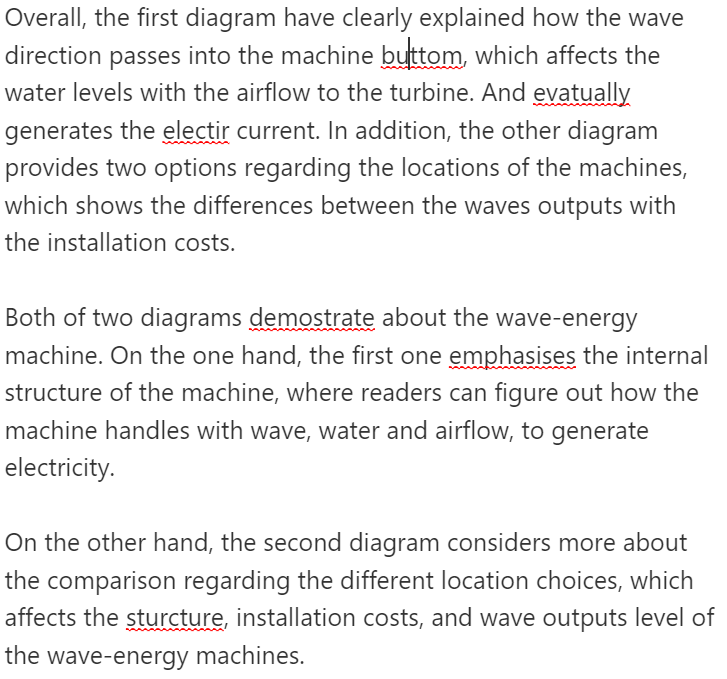 Overall, the first diagram have clearly explained how the wave
direction passes into the machine buttom, which affects the
water levels with the airflow to the turbine. And evatually
generates the electir current. In addition, the other diagram
provides two options regarding the locations of the machines,
which shows the differences between the waves outputs with
the installation costs.
Both of two diagrams demostrate about the wave-energy
machine. On the one hand, the first one emphasises the internal
structure of the machine, where readers can figure out how the
machine handles with wave, water and airflow, to generate
electricity.
On the other hand, the second diagram considers more about
the comparison regarding the different location choices, which
affects the sturcture, installation costs, and wave outputs level of
the wave-energy machines.